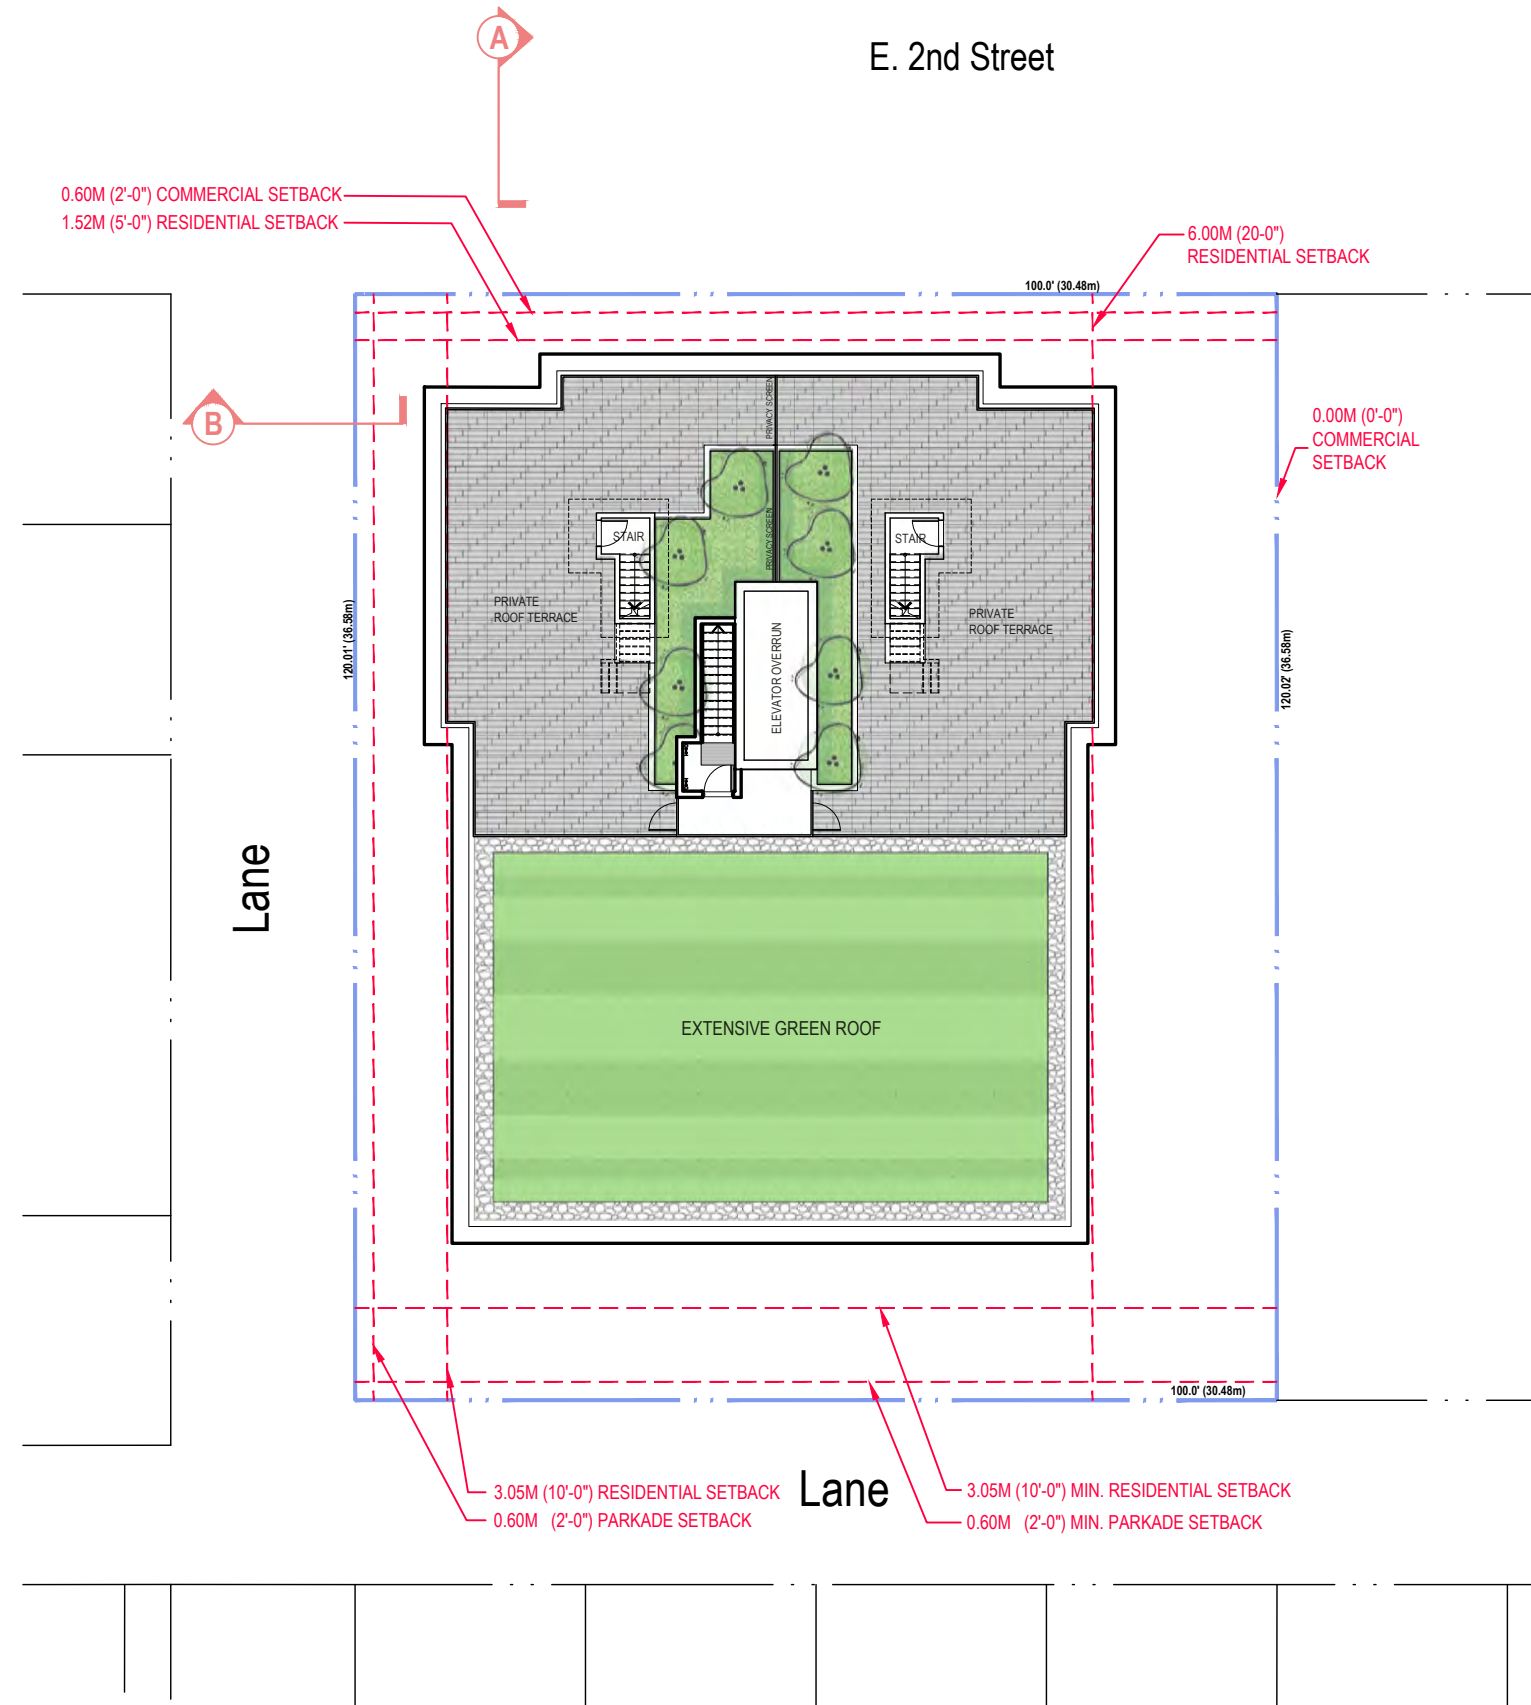 A
E. 2nd Street
0.60M (2'-0") COMMERCIAL SETBACK
1.52M (5'-0") RESIDENTIAL SETBACK
6.00M (20-0")
RESIDENTIAL SETBACK
100.0' (30.48m)
B
0.00M (0'-0")
COMMERCIAL
SETBACK
PRIVACY SCREEN
PRIVACY SCREEN
STAIR
STAIR
PRIVATE
ROOF TERRACE
PRIVATE
ROOF TERRACE
ELEVATOR OVERRUN
120.01' (36.58m)
120.02' (36.58m)
Lane
EXTENSIVE GREEN ROOF
100.0' (30.48m)
3.05M (10'-0") RESIDENTIAL SETBACK
0.60M (2'-0") PARKADE SETBACK
Lane
3.05M (10'-0") MIN. RESIDENTIAL SETBACK
0.60M (2'-0") MIN. PARKADE SETBACK